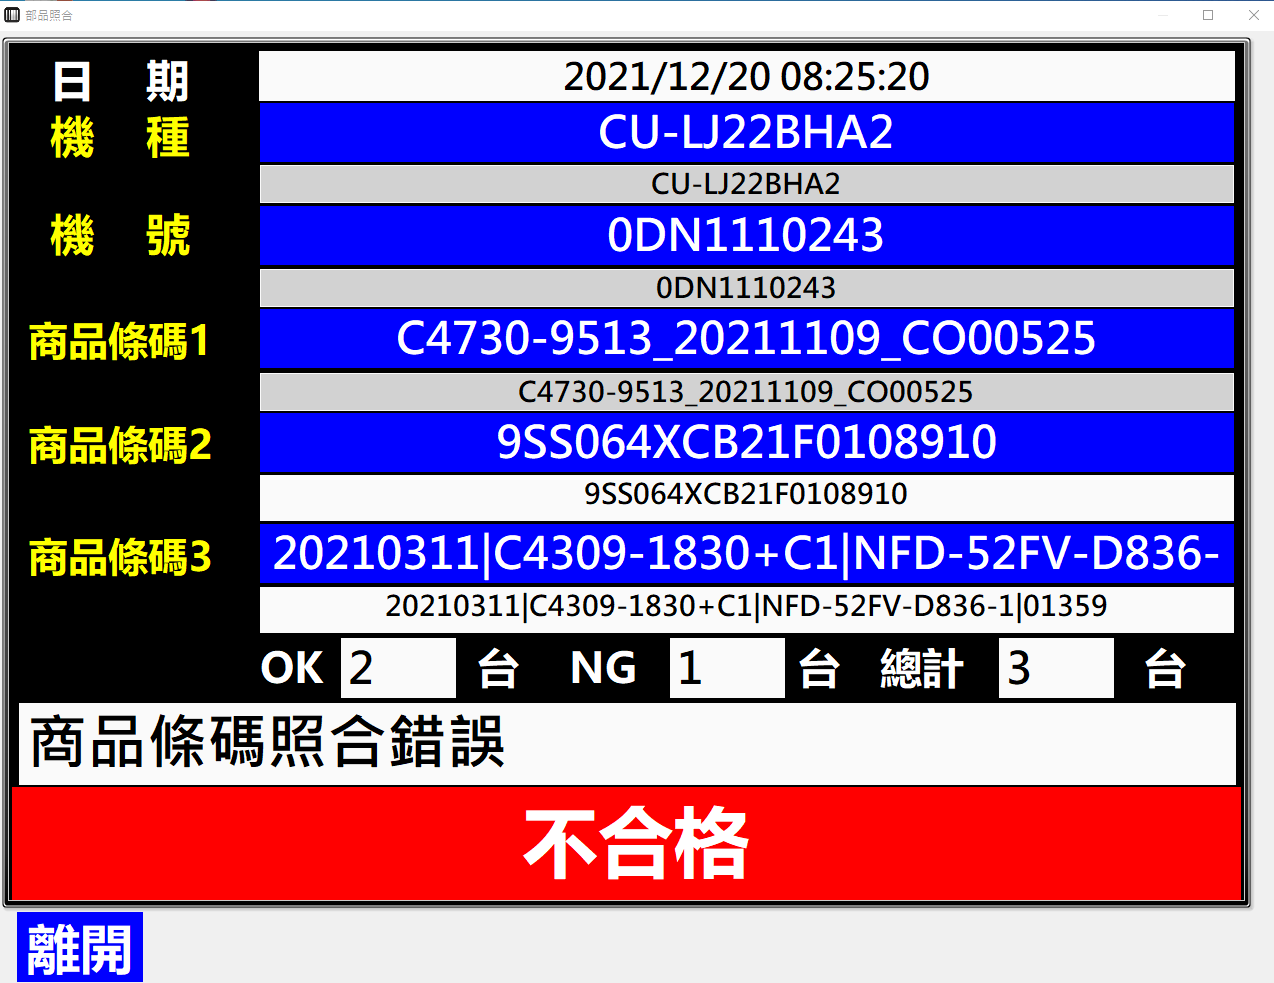 部品照合
日 期 2021/12/20 08:25:20
機 種 CU-LJ22BHA2
CU-LJ22BHA2
機 號 0DN1110243
0DN1110243
商品條碼1 C4730-9513_20211109_CO00525
C4730-9513_20211109_CO00525
商品條碼2 9SS064XCB21F0108910
9SS064XCB21F0108910
商品條碼3 20210311|C4309-1830+C1|NFD-52FV-D836-
20210311|C4309-1830+C1|NFD-52FV-D836-1|01359
OK 2 台 NG 1 台 總計 3 台
商品條碼照合錯誤
不合格
離開